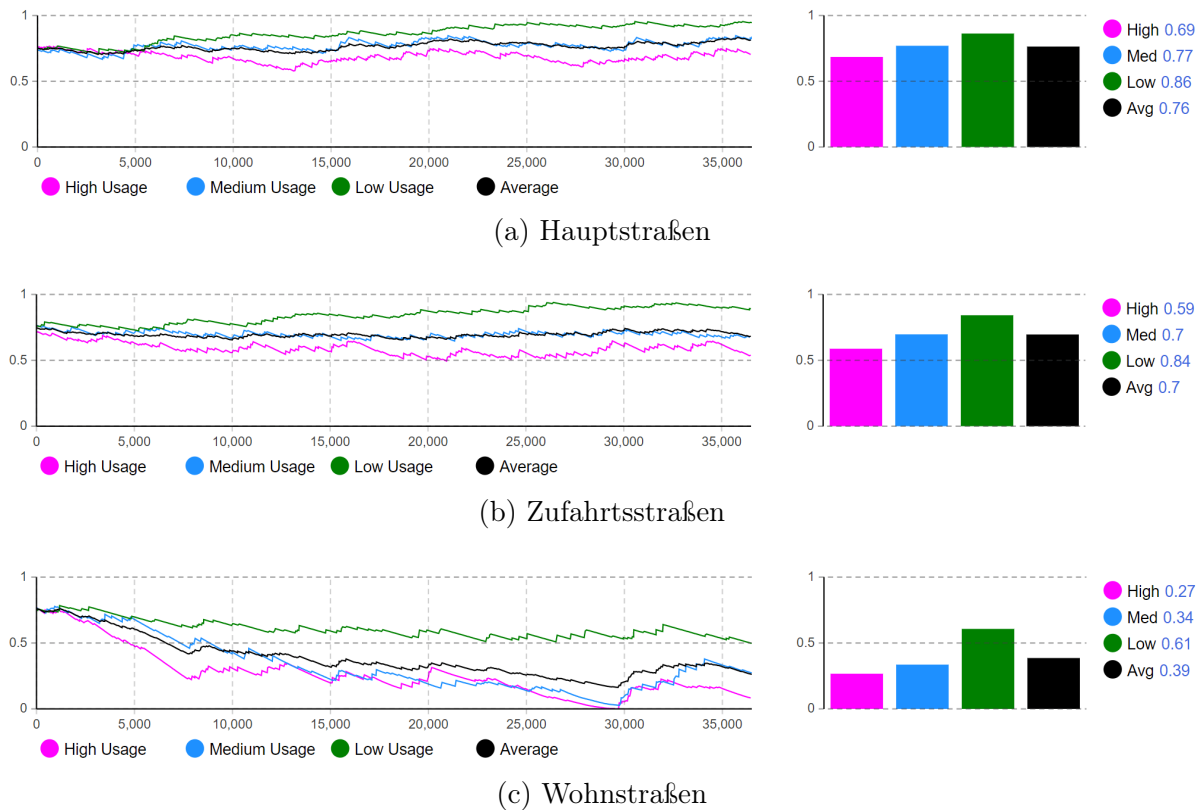 1
0.5
0
0 5,000 10,000 15,000 20,000 25,000 30,000 35,000
High Usage Medium Usage Low Usage Average
1
0.5
0
High 0.69
Med 0.77
Low 0.86
Avg 0.76
(a) Hauptstraßen
1
0.5
0
0 5,000 10,000 15,000 20,000 25,000 30,000 35,000
High Usage Medium Usage Low Usage Average
1
0.5
0
High 0.59
Med 0.7
Low 0.84
Avg 0.7
(b) Zufahrtsstraßen
1
0.5
0
0 5,000 10,000 15,000 20,000 25,000 30,000 35,000
High Usage Medium Usage Low Usage Average
1
0.5
0
High 0.27
Med 0.34
Low 0.61
Avg 0.39
(c) Wohnstraßen